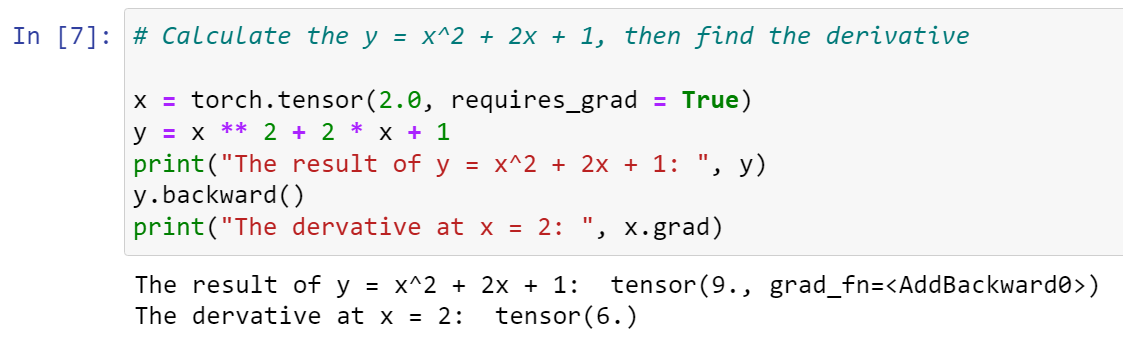 In [7]: # Calculate the y = x^2 + 2x + 1, then find the derivative
x = torch.tensor(2.0, requires_grad = True)
y = x ** 2 + 2 * x + 1
print("The result of y = x^2 + 2x + 1: ", y)
y.backward()
print("The dervative at x = 2: ", x.grad)
The result of y = x^2 + 2x + 1:  tensor(9., grad_fn=<AddBackward0>)
The dervative at x = 2:  tensor(6.)